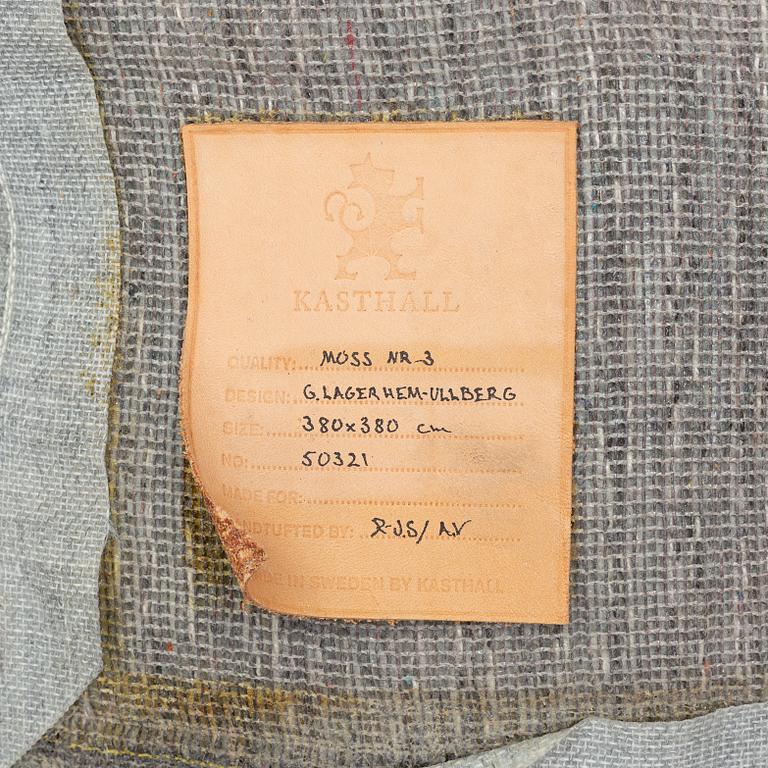 KASTHALL
QUALITY: MOSS NR 3
DESIGN: G. LAGERHEM-ULLBERG
SIZE: 380x380 cm
NO: 50321
MADE FOR:
HANDTUFTED BY:
MADE IN SWEDEN BY KASTHALL